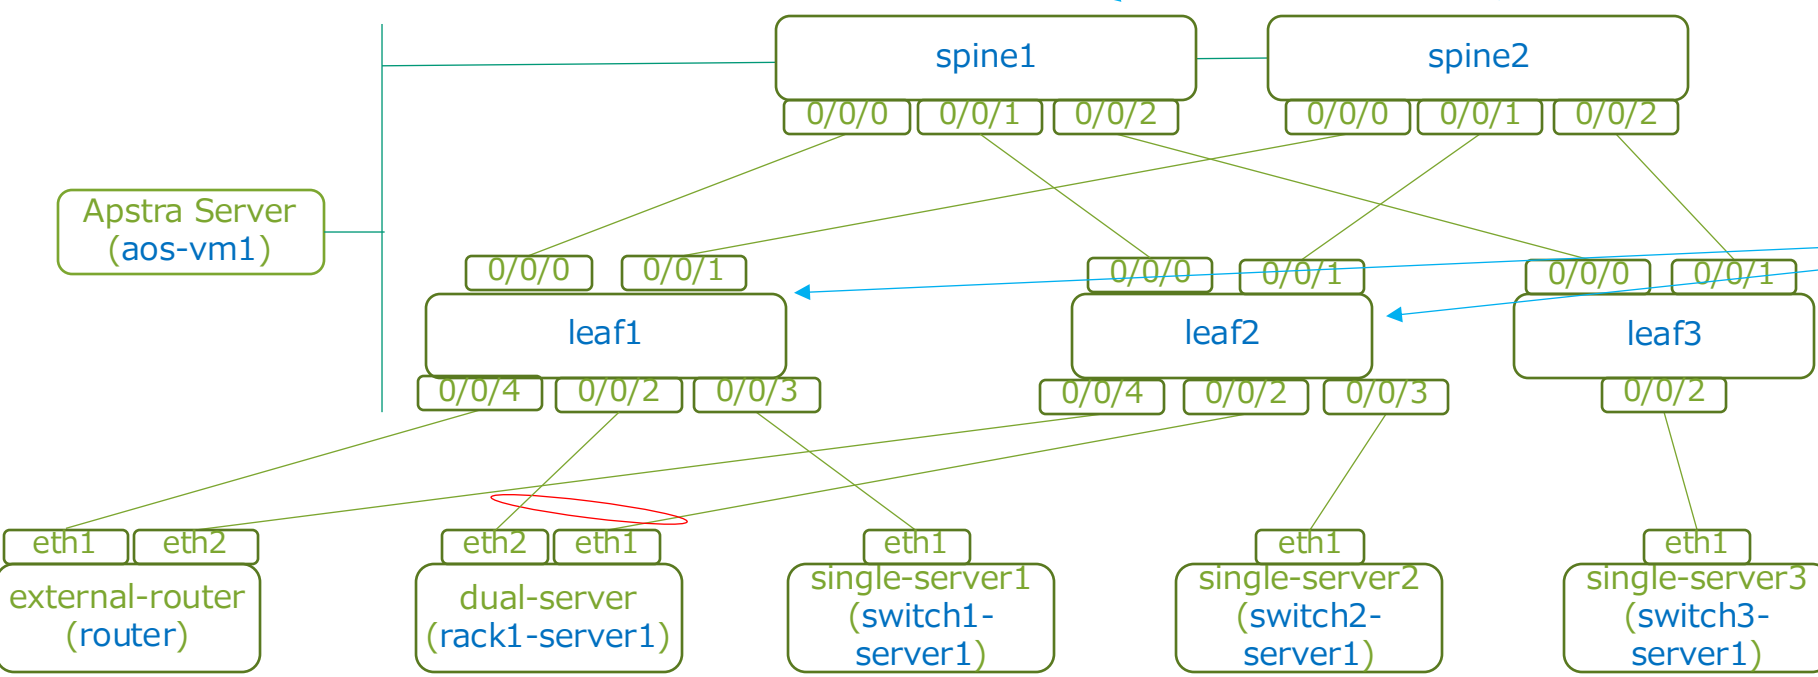 spine1
spine2
0/0/0
0/0/1
0/0/2
0/0/0
0/0/1
0/0/2
Apstra Server
(aos-vm1)
0/0/0
0/0/1
0/0/0
0/0/1
0/0/0
0/0/1
leaf1
leaf2
leaf3
0/0/4
0/0/2
0/0/3
0/0/4
0/0/2
0/0/3
0/0/2
eth1
eth2
eth2
eth1
eth1
eth1
eth1
external-router
(router)
dual-server
(rack1-server1)
single-server1
(switch1-
server1)
single-server2
(switch2-
server1)
single-server3
(switch3-
server1)